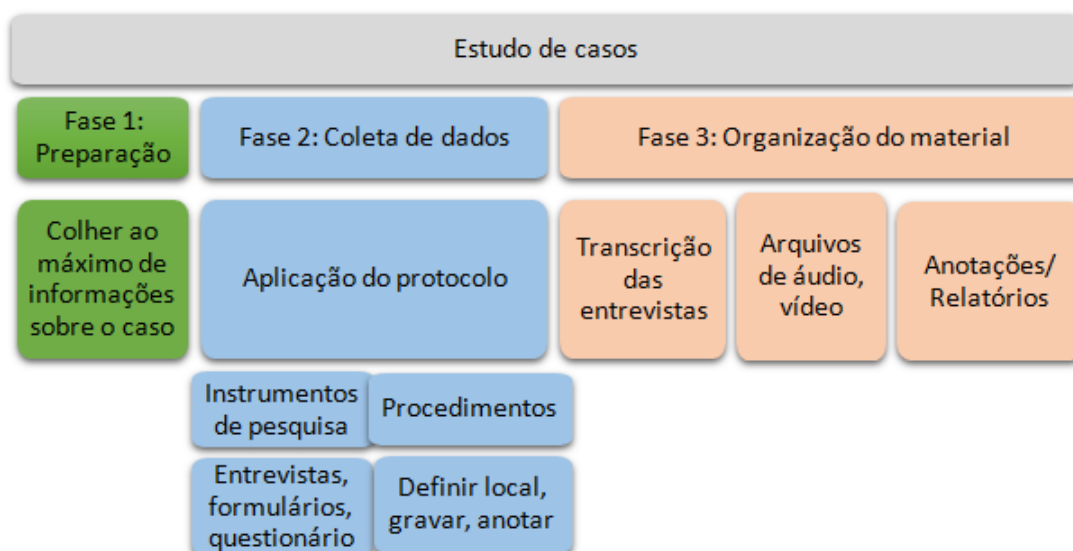 Estudo de casos
Fase 1:
Preparação
Fase 2: Coleta de dados
Fase 3: Organização do material
Colher ao
máximo de
informações
sobre o caso
Aplicação do protocolo
Transcrição
das
entrevistas
Arquivos
de áudio,
vídeo
Anotações/
Relatórios
Instrumentos
de pesquisa
Procedimentos
Entrevistas,
formulários,
questionário
Definir local,
gravar, anotar